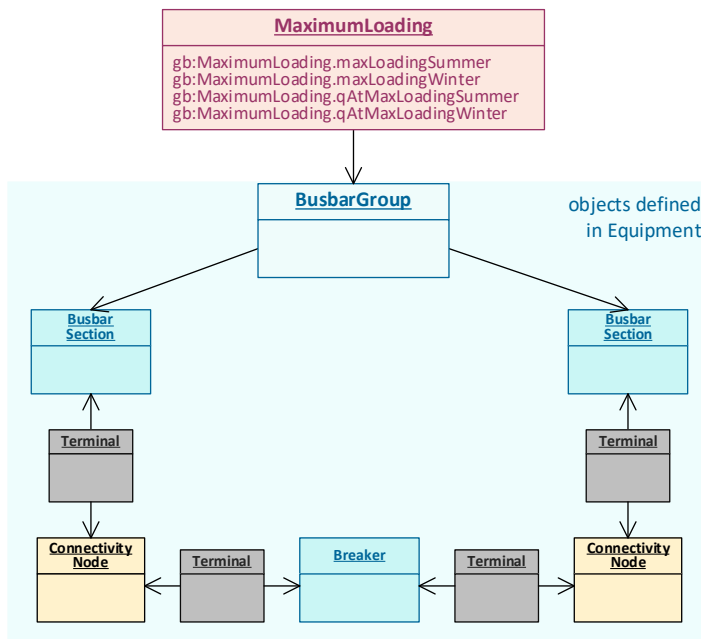 MaximumLoading
gb:MaximumLoading.maxLoadingSummer
gb:MaximumLoading.maxLoadingWinter
gb:MaximumLoading.qAtMaxLoadingSummer
gb:MaximumLoading.qAtMaxLoadingWinter
BusbarGroup
objects defined
in Equipment
Busbar
Section
Busbar
Section
Terminal
Terminal
Connectivity
Node
Terminal
Breaker
Terminal
Connectivity
Node